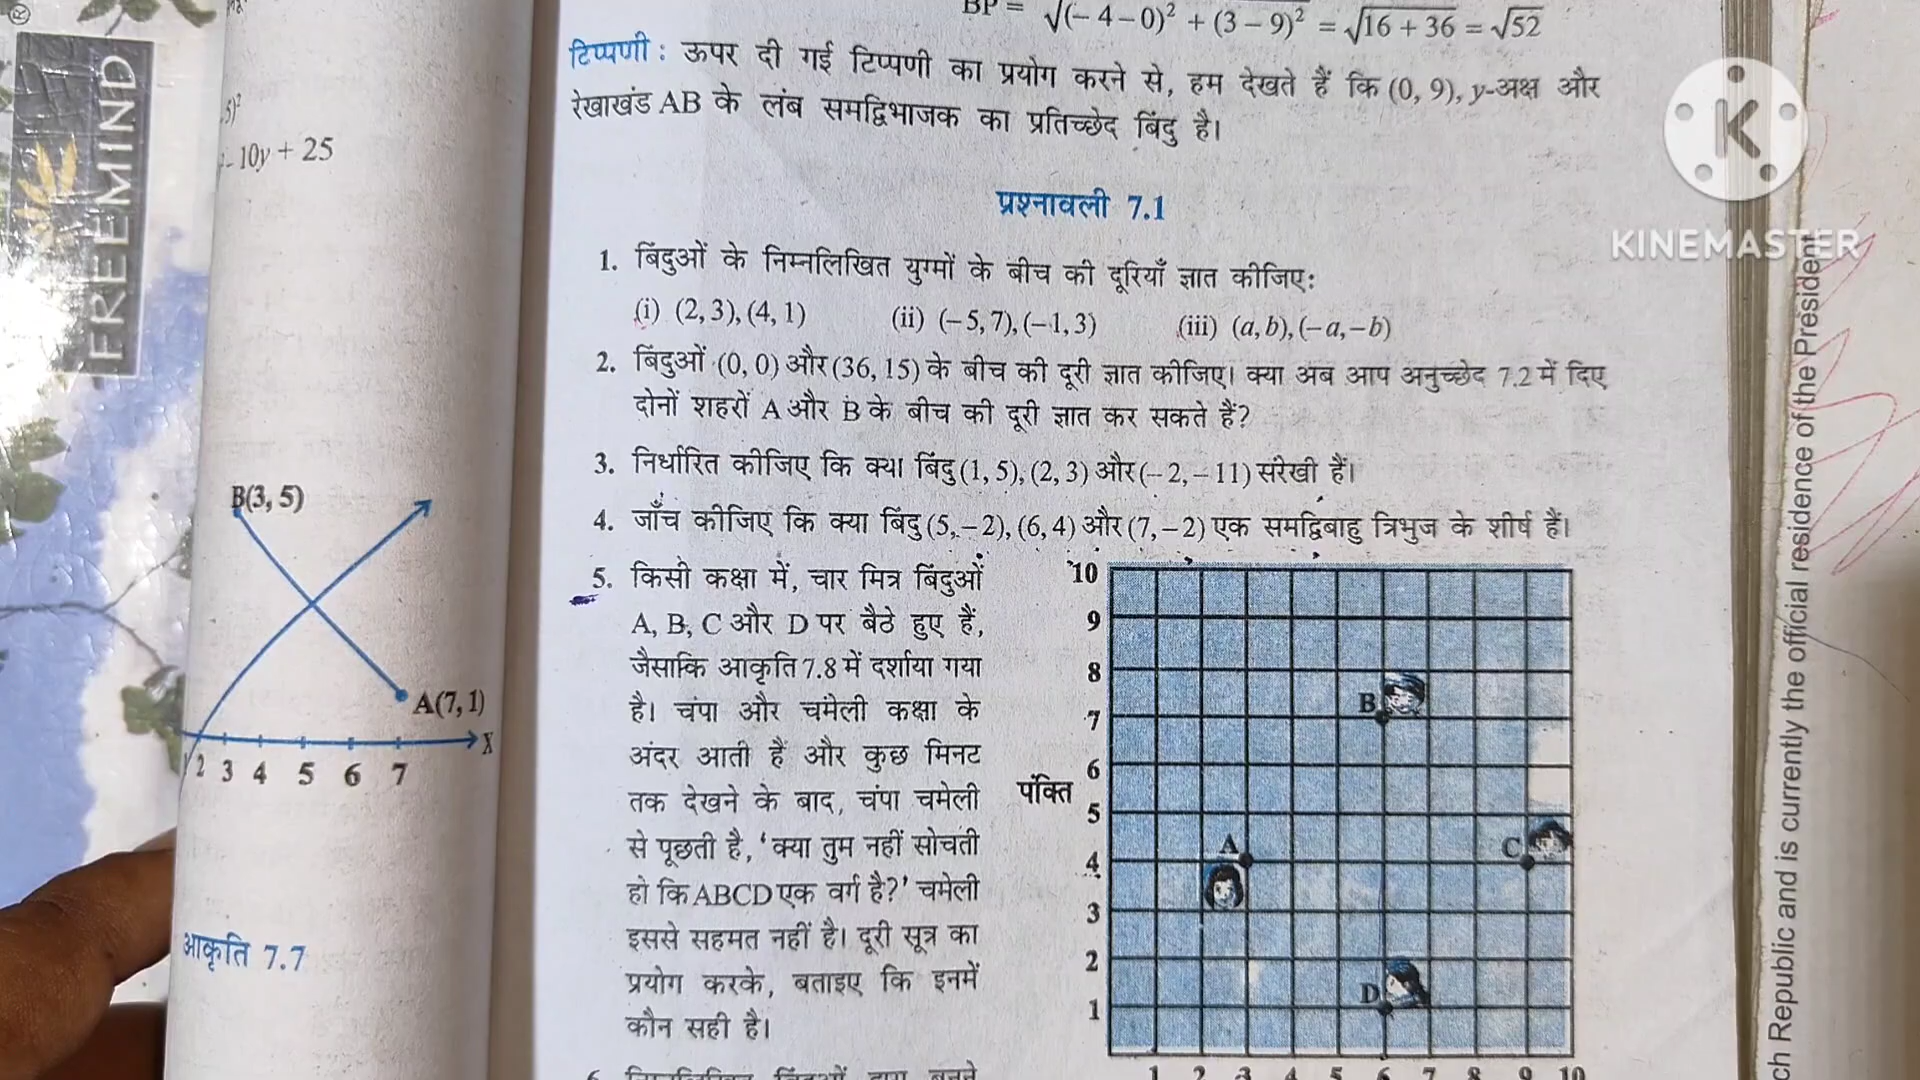 FREEMIND
5)²
- 10y + 25
B(3, 5)
A(7, 1)
X
2 3 4 5 6 7
आकृति 7.7
BP = √(– 4 – 0)² + (3 – 9)² = √16 + 36 = √52
टिप्पणी : ऊपर दी गई टिप्पणी का प्रयोग करने से, हम देखते हैं कि (0, 9), y-अक्ष और
रेखाखंड AB के लंब समद्विभाजक का प्रतिच्छेद बिंदु है।
प्रश्नावली 7.1
1. बिंदुओं के निम्नलिखित युग्मों के बीच की दूरियाँ ज्ञात कीजिए:
(i) (2, 3), (4, 1) (ii) (– 5, 7), (– 1, 3) (iii) (a, b), (– a, – b)
2. बिंदुओं (0, 0) और (36, 15) के बीच की दूरी ज्ञात कीजिए। क्या अब आप अनुच्छेद 7.2 में दिए
दोनों शहरों A और B के बीच की दूरी ज्ञात कर सकते हैं?
3. निर्धारित कीजिए कि क्या बिंदु (1, 5), (2, 3) और (– 2, – 11) संरेखी हैं।
4. जाँच कीजिए कि क्या बिंदु (5, – 2), (6, 4) और (7, – 2) एक समद्विबाहु त्रिभुज के शीर्ष हैं।
5. किसी कक्षा में, चार मित्र बिंदुओं
A, B, C और D पर बैठे हुए हैं,
जैसाकि आकृति 7.8 में दर्शाया गया
है। चंपा और चमेली कक्षा के
अंदर आती हैं और कुछ मिनट
तक देखने के बाद, चंपा चमेली
से पूछती है, 'क्या तुम नहीं सोचती
हो कि ABCD एक वर्ग है?' चमेली
इससे सहमत नहीं है। दूरी सूत्र का
प्रयोग करके, बताइए कि इनमें
कौन सही है।
10
9
8
B
7
6
पंक्ति
5
A
C
4
3
2
D
1
1 2 3 4 5 6 7 8 9 10
K
KINEMASTER
ch Republic and is currently the official residence of the President